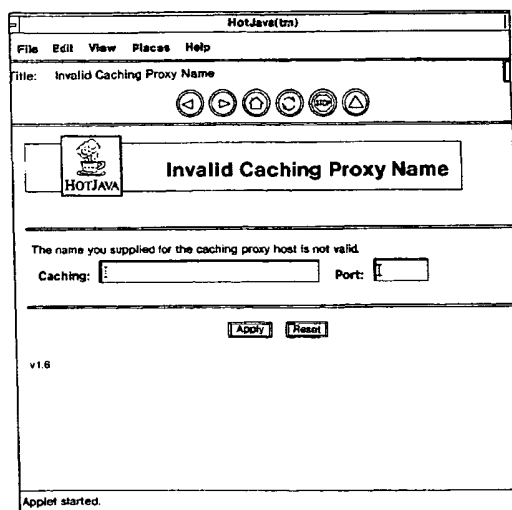 HotJava(tm)
File Edit View Places Help
Title: Invalid Caching Proxy Name
STOP
HOTJAVA
Invalid Caching Proxy Name
The name you supplied for the caching proxy host is not valid.
Caching: Port:
Apply Reset
v1.6
Applet started.